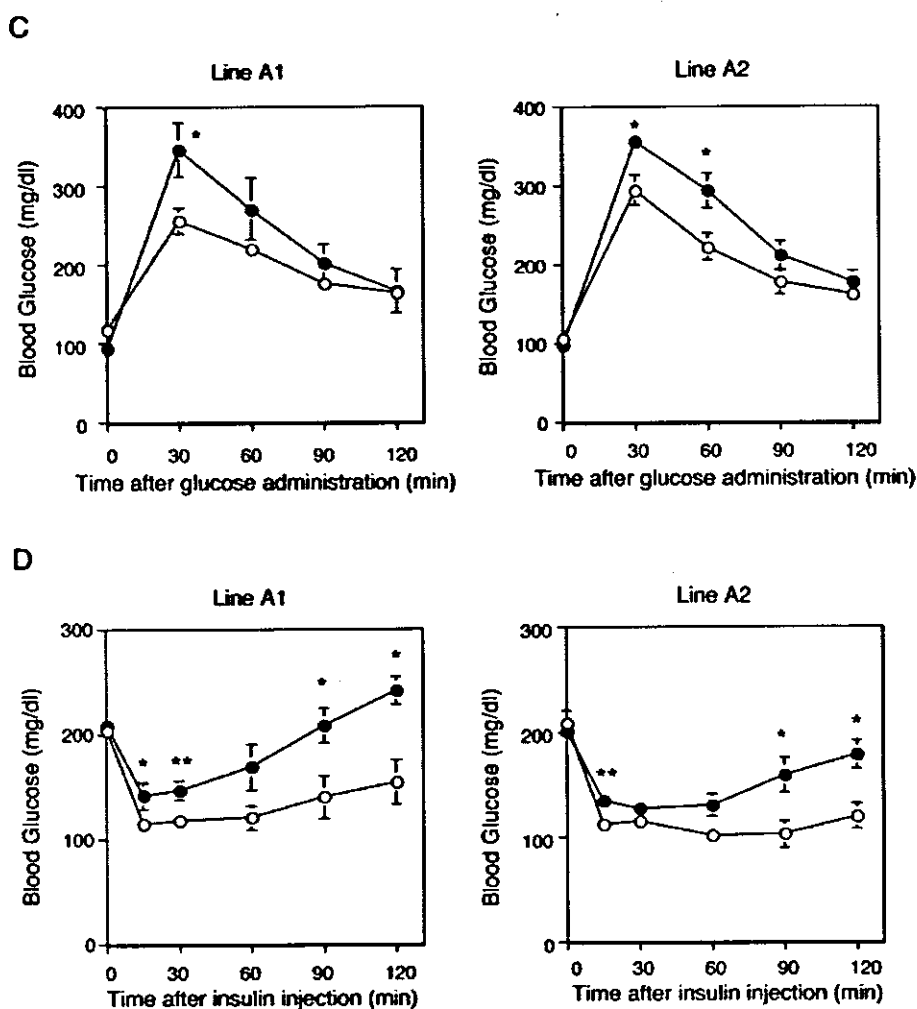 C
Line A1
Line A2
Blood Glucose (mg/dl)
400
300
200
100
0
*
0 30 60 90 120
Time after glucose administration (min)
Blood Glucose (mg/dl)
400
300
200
100
0
* *
0 30 60 90 120
Time after glucose administration (min)
D
Line A1
Line A2
Blood Glucose (mg/dl)
300
200
100
0
* ** * *
0 30 60 90 120
Time after insulin injection (min)
Blood Glucose (mg/dl)
300
200
100
0
** * *
0 30 60 90 120
Time after insulin injection (min)